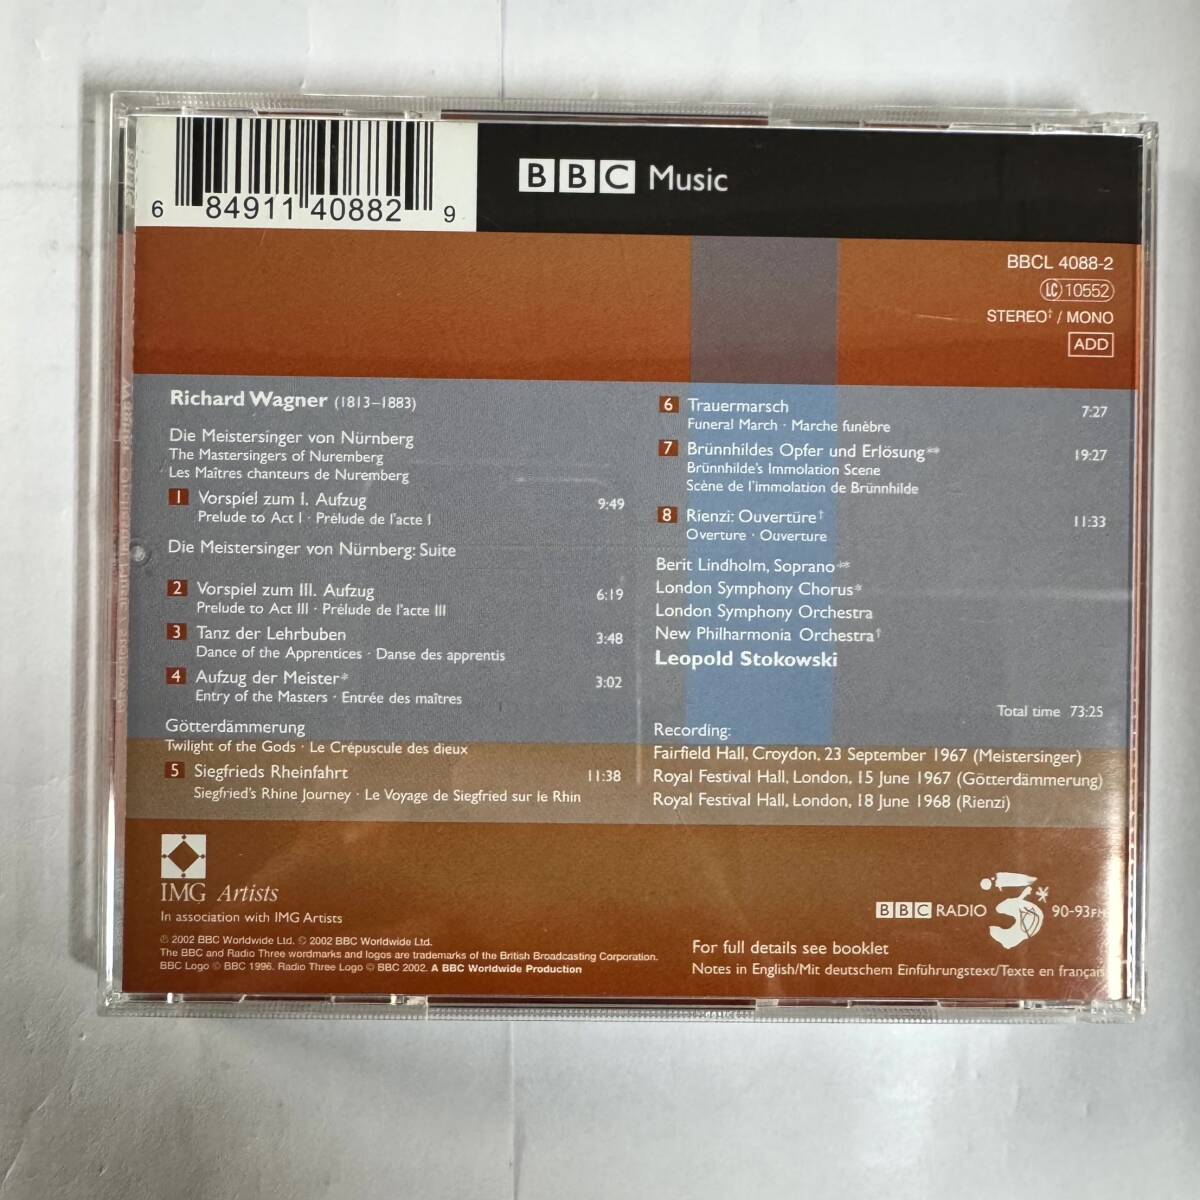 6 84911 40882 9
BBC Music
BBCL 4088-2
LC 10552
STEREO‡ / MONO
ADD
Richard Wagner (1813–1883)
Die Meistersinger von Nürnberg
The Mastersingers of Nuremberg
Les Maîtres chanteurs de Nuremberg
1 Vorspiel zum I. Aufzug 9:49
Prelude to Act I · Prélude de l'acte I
Die Meistersinger von Nürnberg: Suite
2 Vorspiel zum III. Aufzug 6:19
Prelude to Act III · Prélude de l'acte III
3 Tanz der Lehrbuben 3:48
Dance of the Apprentices · Danse des apprentis
4 Aufzug der Meister* 3:02
Entry of the Masters · Entrée des maîtres
Götterdämmerung
Twilight of the Gods · Le Crépuscule des dieux
5 Siegfrieds Rheinfahrt 11:38
Siegfried's Rhine Journey · Le Voyage de Siegfried sur le Rhin
6 Trauermarsch 7:27
Funeral March · Marche funèbre
7 Brünnhildes Opfer und Erlösung** 19:27
Brünnhilde's Immolation Scene
Scène de l'immolation de Brünnhilde
8 Rienzi: Ouvertüre† 11:33
Overture · Ouverture
Berit Lindholm, Soprano**
London Symphony Chorus*
London Symphony Orchestra
New Philharmonia Orchestra†
Leopold Stokowski
Total time 73:25
Recording:
Fairfield Hall, Croydon, 23 September 1967 (Meistersinger)
Royal Festival Hall, London, 15 June 1967 (Götterdämmerung)
Royal Festival Hall, London, 18 June 1968 (Rienzi)
IMG Artists
In association with IMG Artists
℗ 2002 BBC Worldwide Ltd. © 2002 BBC Worldwide Ltd.
The BBC and Radio Three wordmarks and logos are trademarks of the British Broadcasting Corporation.
BBC Logo © BBC 1996. Radio Three Logo © BBC 2002. A BBC Worldwide Production
BBC RADIO 3 90-93FM
For full details see booklet
Notes in English/Mit deutschem Einführungstext/Texte en français